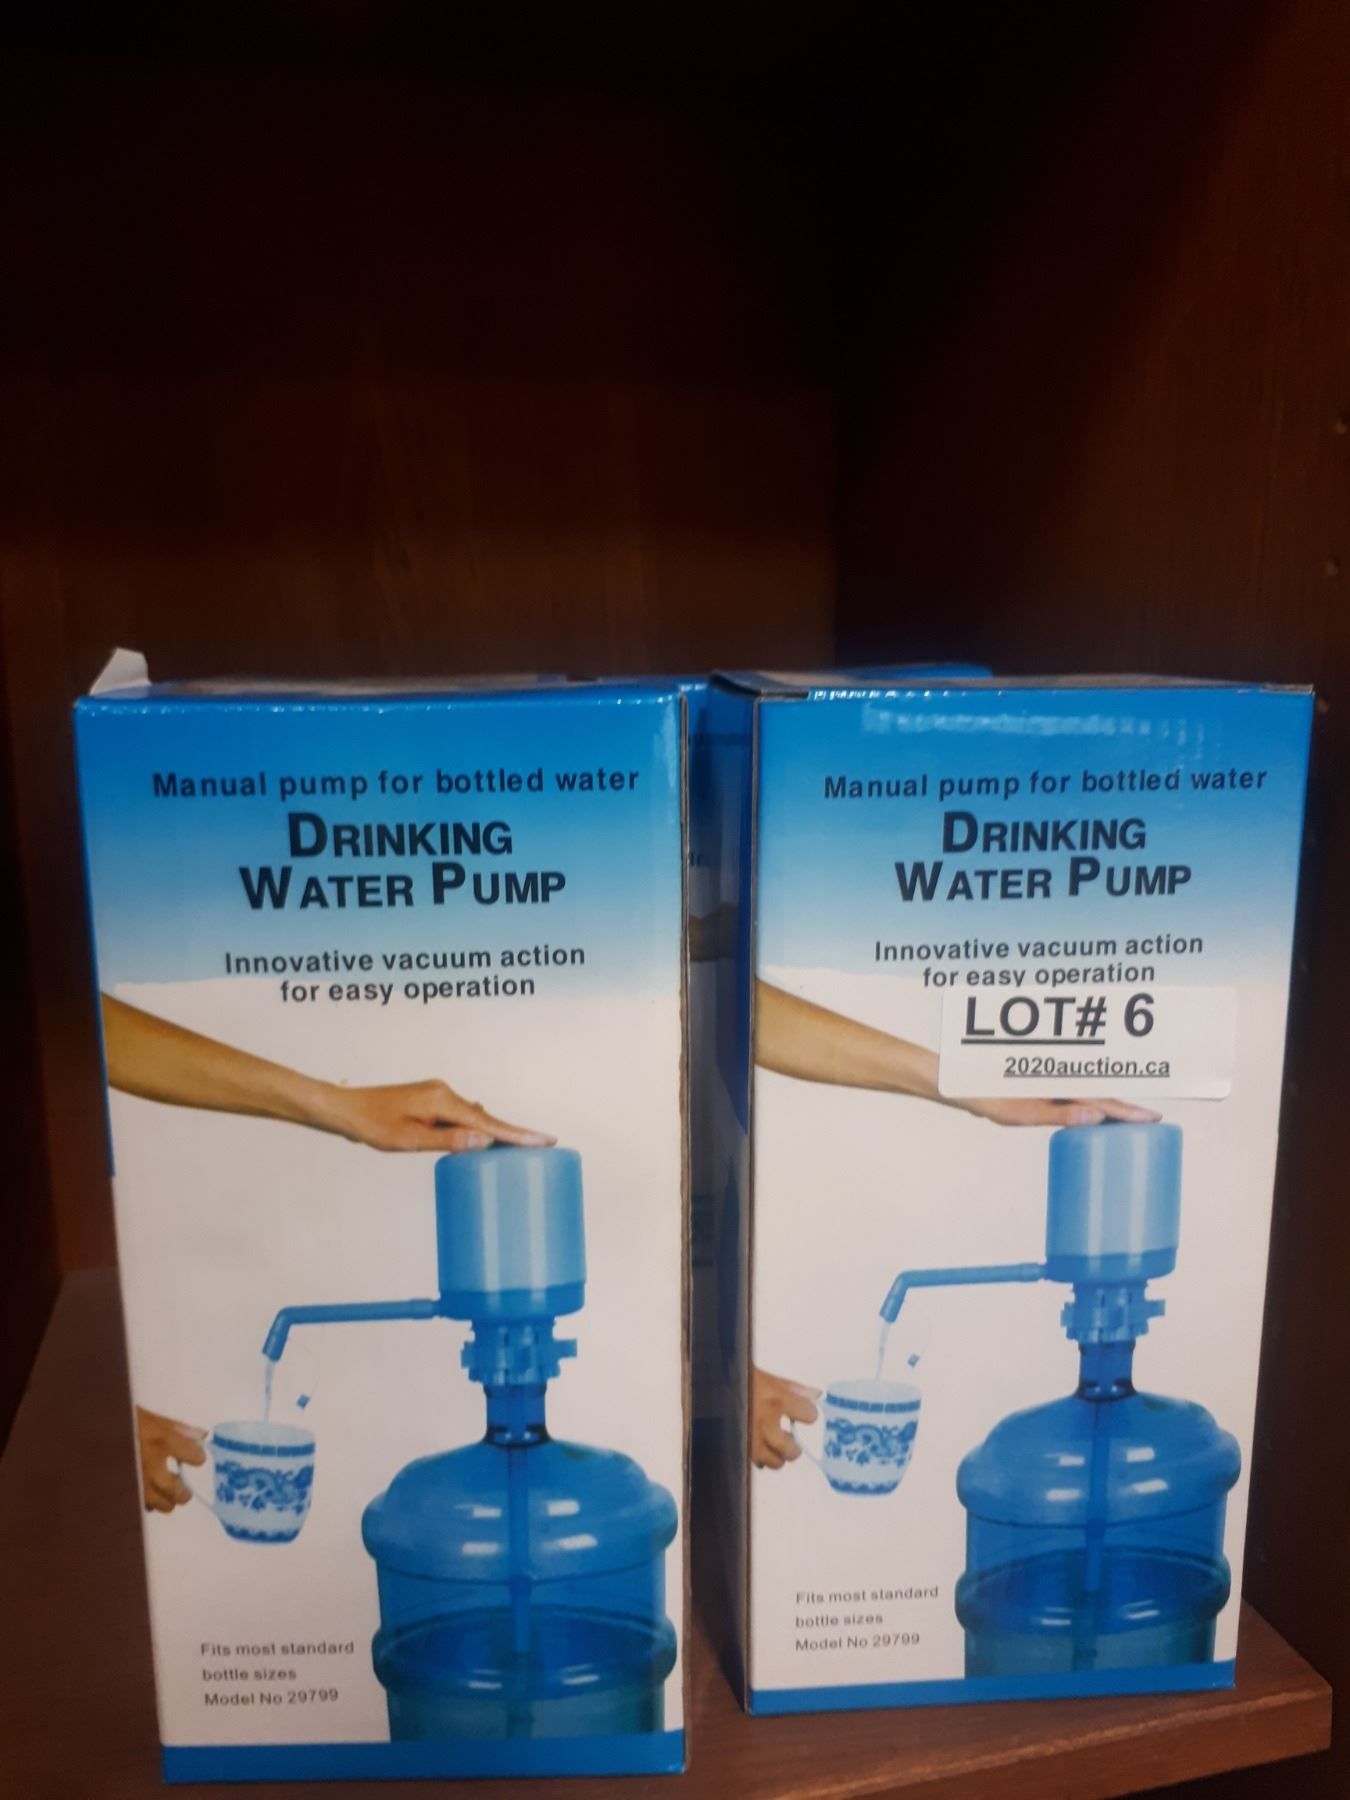 Manual pump for bottled water
DRINKING
WATER PUMP
Innovative vacuum action
for easy operation
Fits most standard
bottle sizes
Model No 29799
Manual pump for bottled water
DRINKING
WATER PUMP
Innovative vacuum action
for easy operation
LOT# 6
2020auction.ca
Fits most standard
bottle sizes
Model No 29799